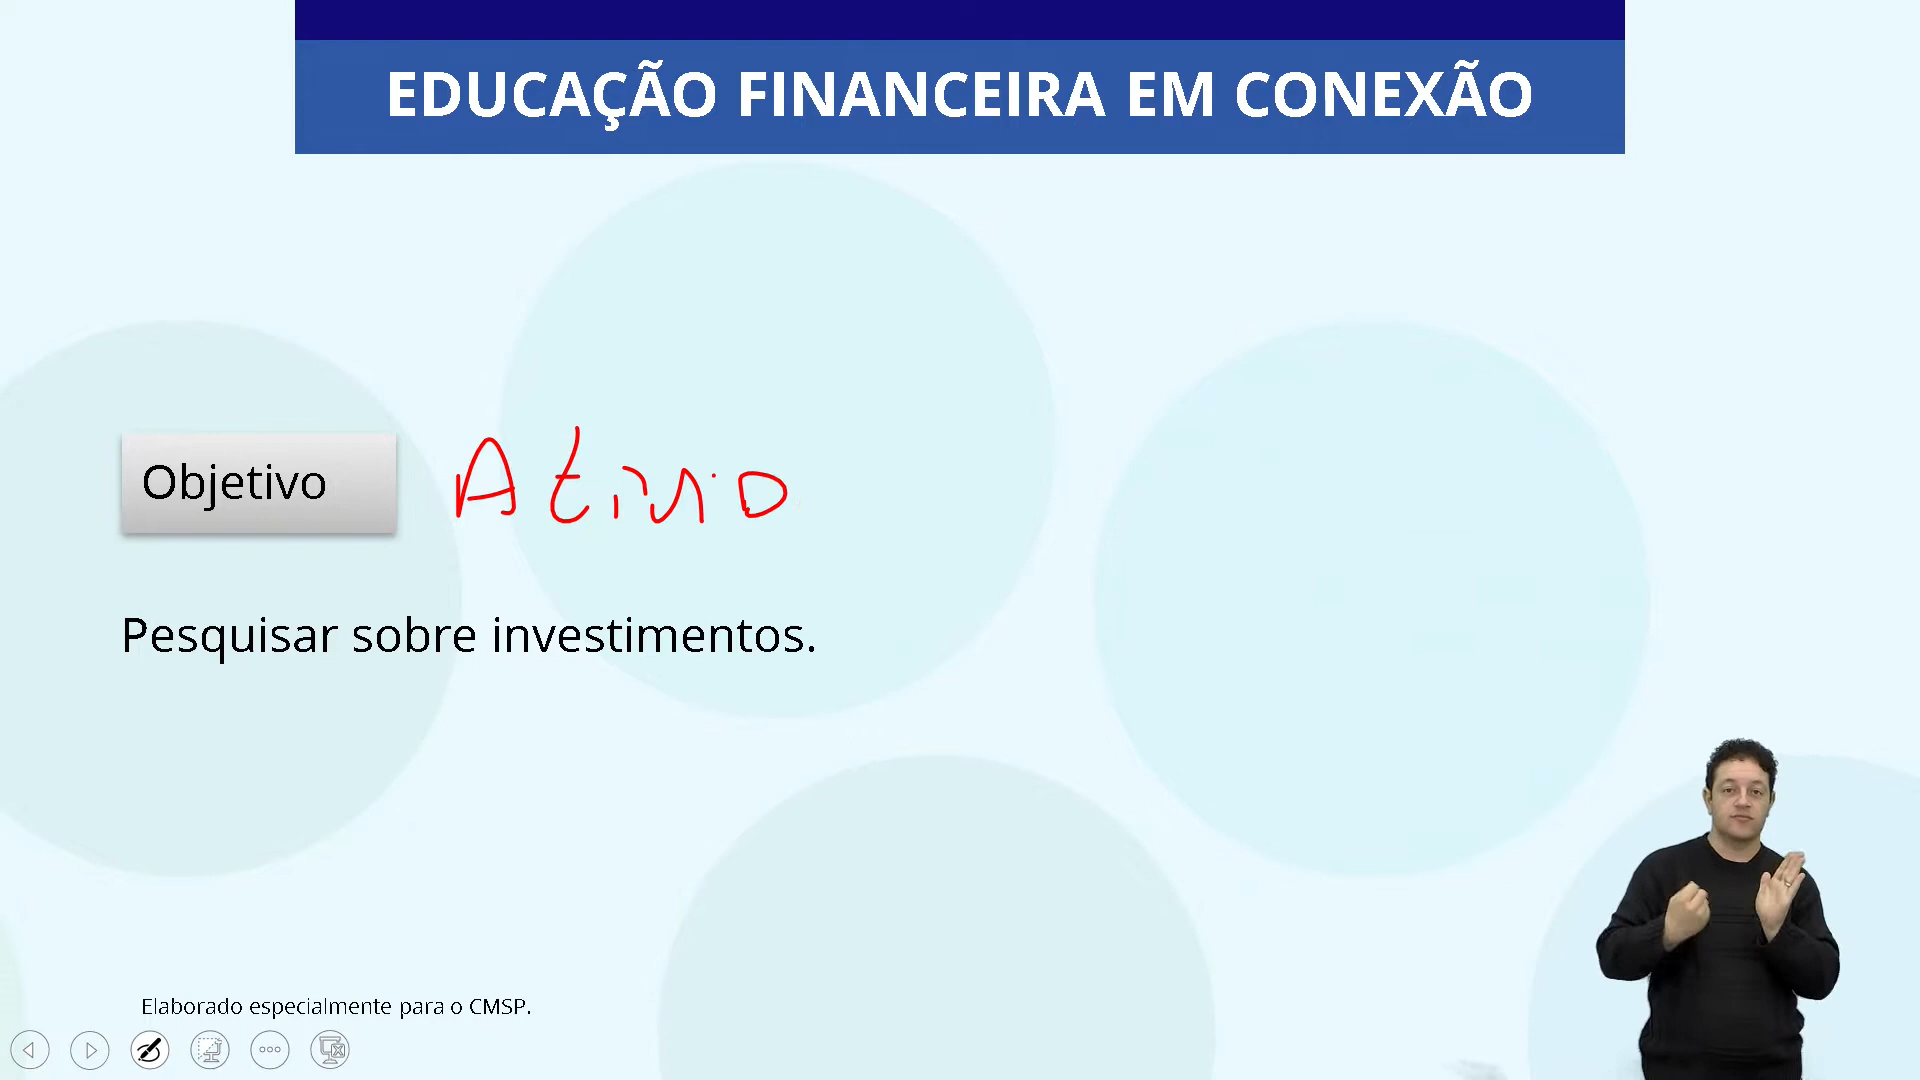 EDUCAÇÃO FINANCEIRA EM CONEXÃO
Objetivo
Ativo
Pesquisar sobre investimentos.
Elaborado especialmente para o CMSP.